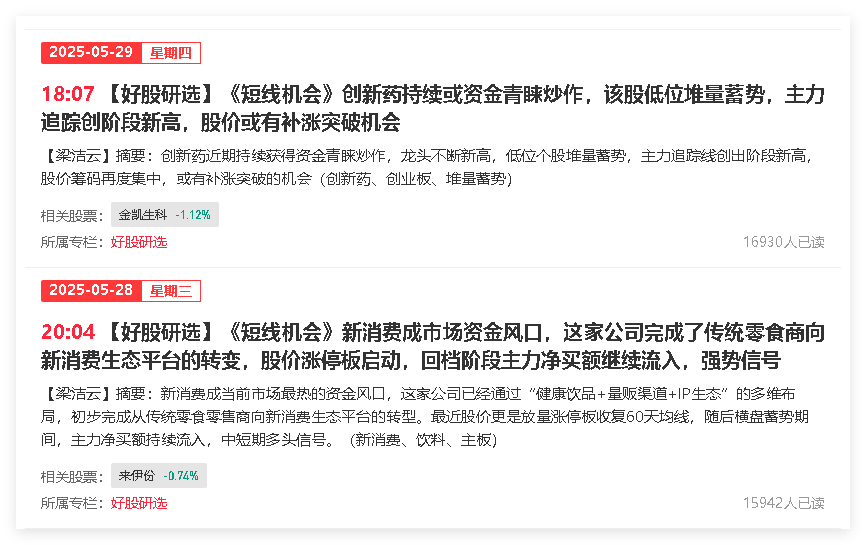 2025-05-29 星期四
18:07 【好股研选】《短线机会》创新药持续或资金青睐炒作，该股低位堆量蓄势，主力
追踪创阶段新高，股价或有补涨突破机会
【梁洁云】摘要：创新药近期持续获得资金青睐炒作，龙头不断新高，低位个股堆量蓄势，主力追踪线创出阶段新高，
股价筹码再度集中，或有补涨突破的机会（创新药、创业板、堆量蓄势）
相关股票： 金凯生科 -1.12%
所属专栏：好股研选 16930人已读
2025-05-28 星期三
20:04 【好股研选】《短线机会》新消费成市场资金风口，这家公司完成了传统零食商向
新消费生态平台的转变，股价涨停板启动，回档阶段主力净买额继续流入，强势信号
【梁洁云】摘要：新消费成当前市场最热的资金风口，这家公司已经通过“健康饮品+量贩渠道+IP生态”的多维布
局，初步完成从传统零食零售商向新消费生态平台的转型。最近股价更是放量涨停板收复60天均线，随后横盘蓄势期
间，主力净买额持续流入，中短期多头信号。（新消费、饮料、主板）
相关股票： 来伊份 -0.74%
所属专栏：好股研选 15942人已读